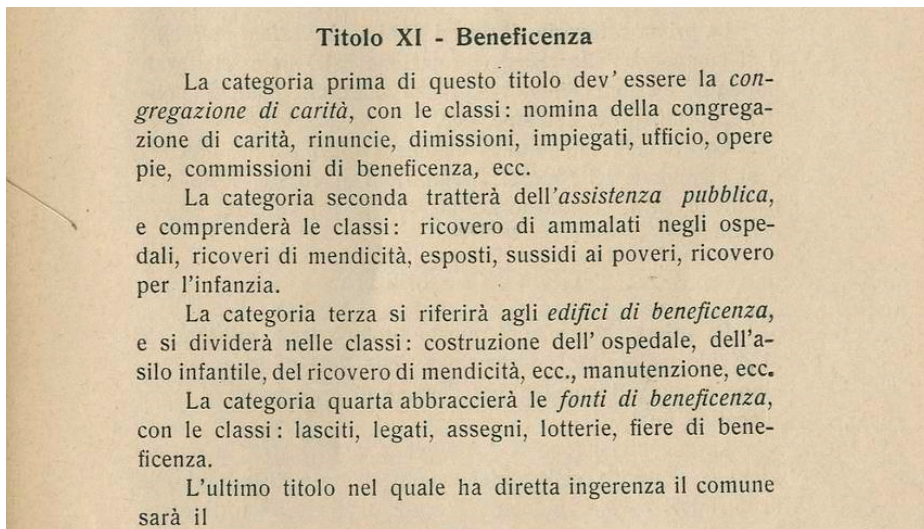 Titolo XI - Beneficenza
La categoria prima di questo titolo dev' essere la con-
gregazione di carità, con le classi: nomina della congrega-
zione di carità, rinuncie, dimissioni, impiegati, ufficio, opere
pie, commissioni di beneficenza, ecc.
La categoria seconda tratterà dell'assistenza pubblica,
e comprenderà le classi: ricovero di ammalati negli ospe-
dali, ricoveri di mendicità, esposti, sussidi ai poveri, ricovero
per l'infanzia.
La categoria terza si riferirà agli edifici di beneficenza,
e si dividerà nelle classi: costruzione dell' ospedale, dell'a-
silo infantile, del ricovero di mendicità, ecc., manutenzione, ecc.
La categoria quarta abbraccierà le fonti di beneficenza,
con le classi: lasciti, legati, assegni, lotterie, fiere di bene-
ficenza.
L'ultimo titolo nel quale ha diretta ingerenza il comune
sarà il